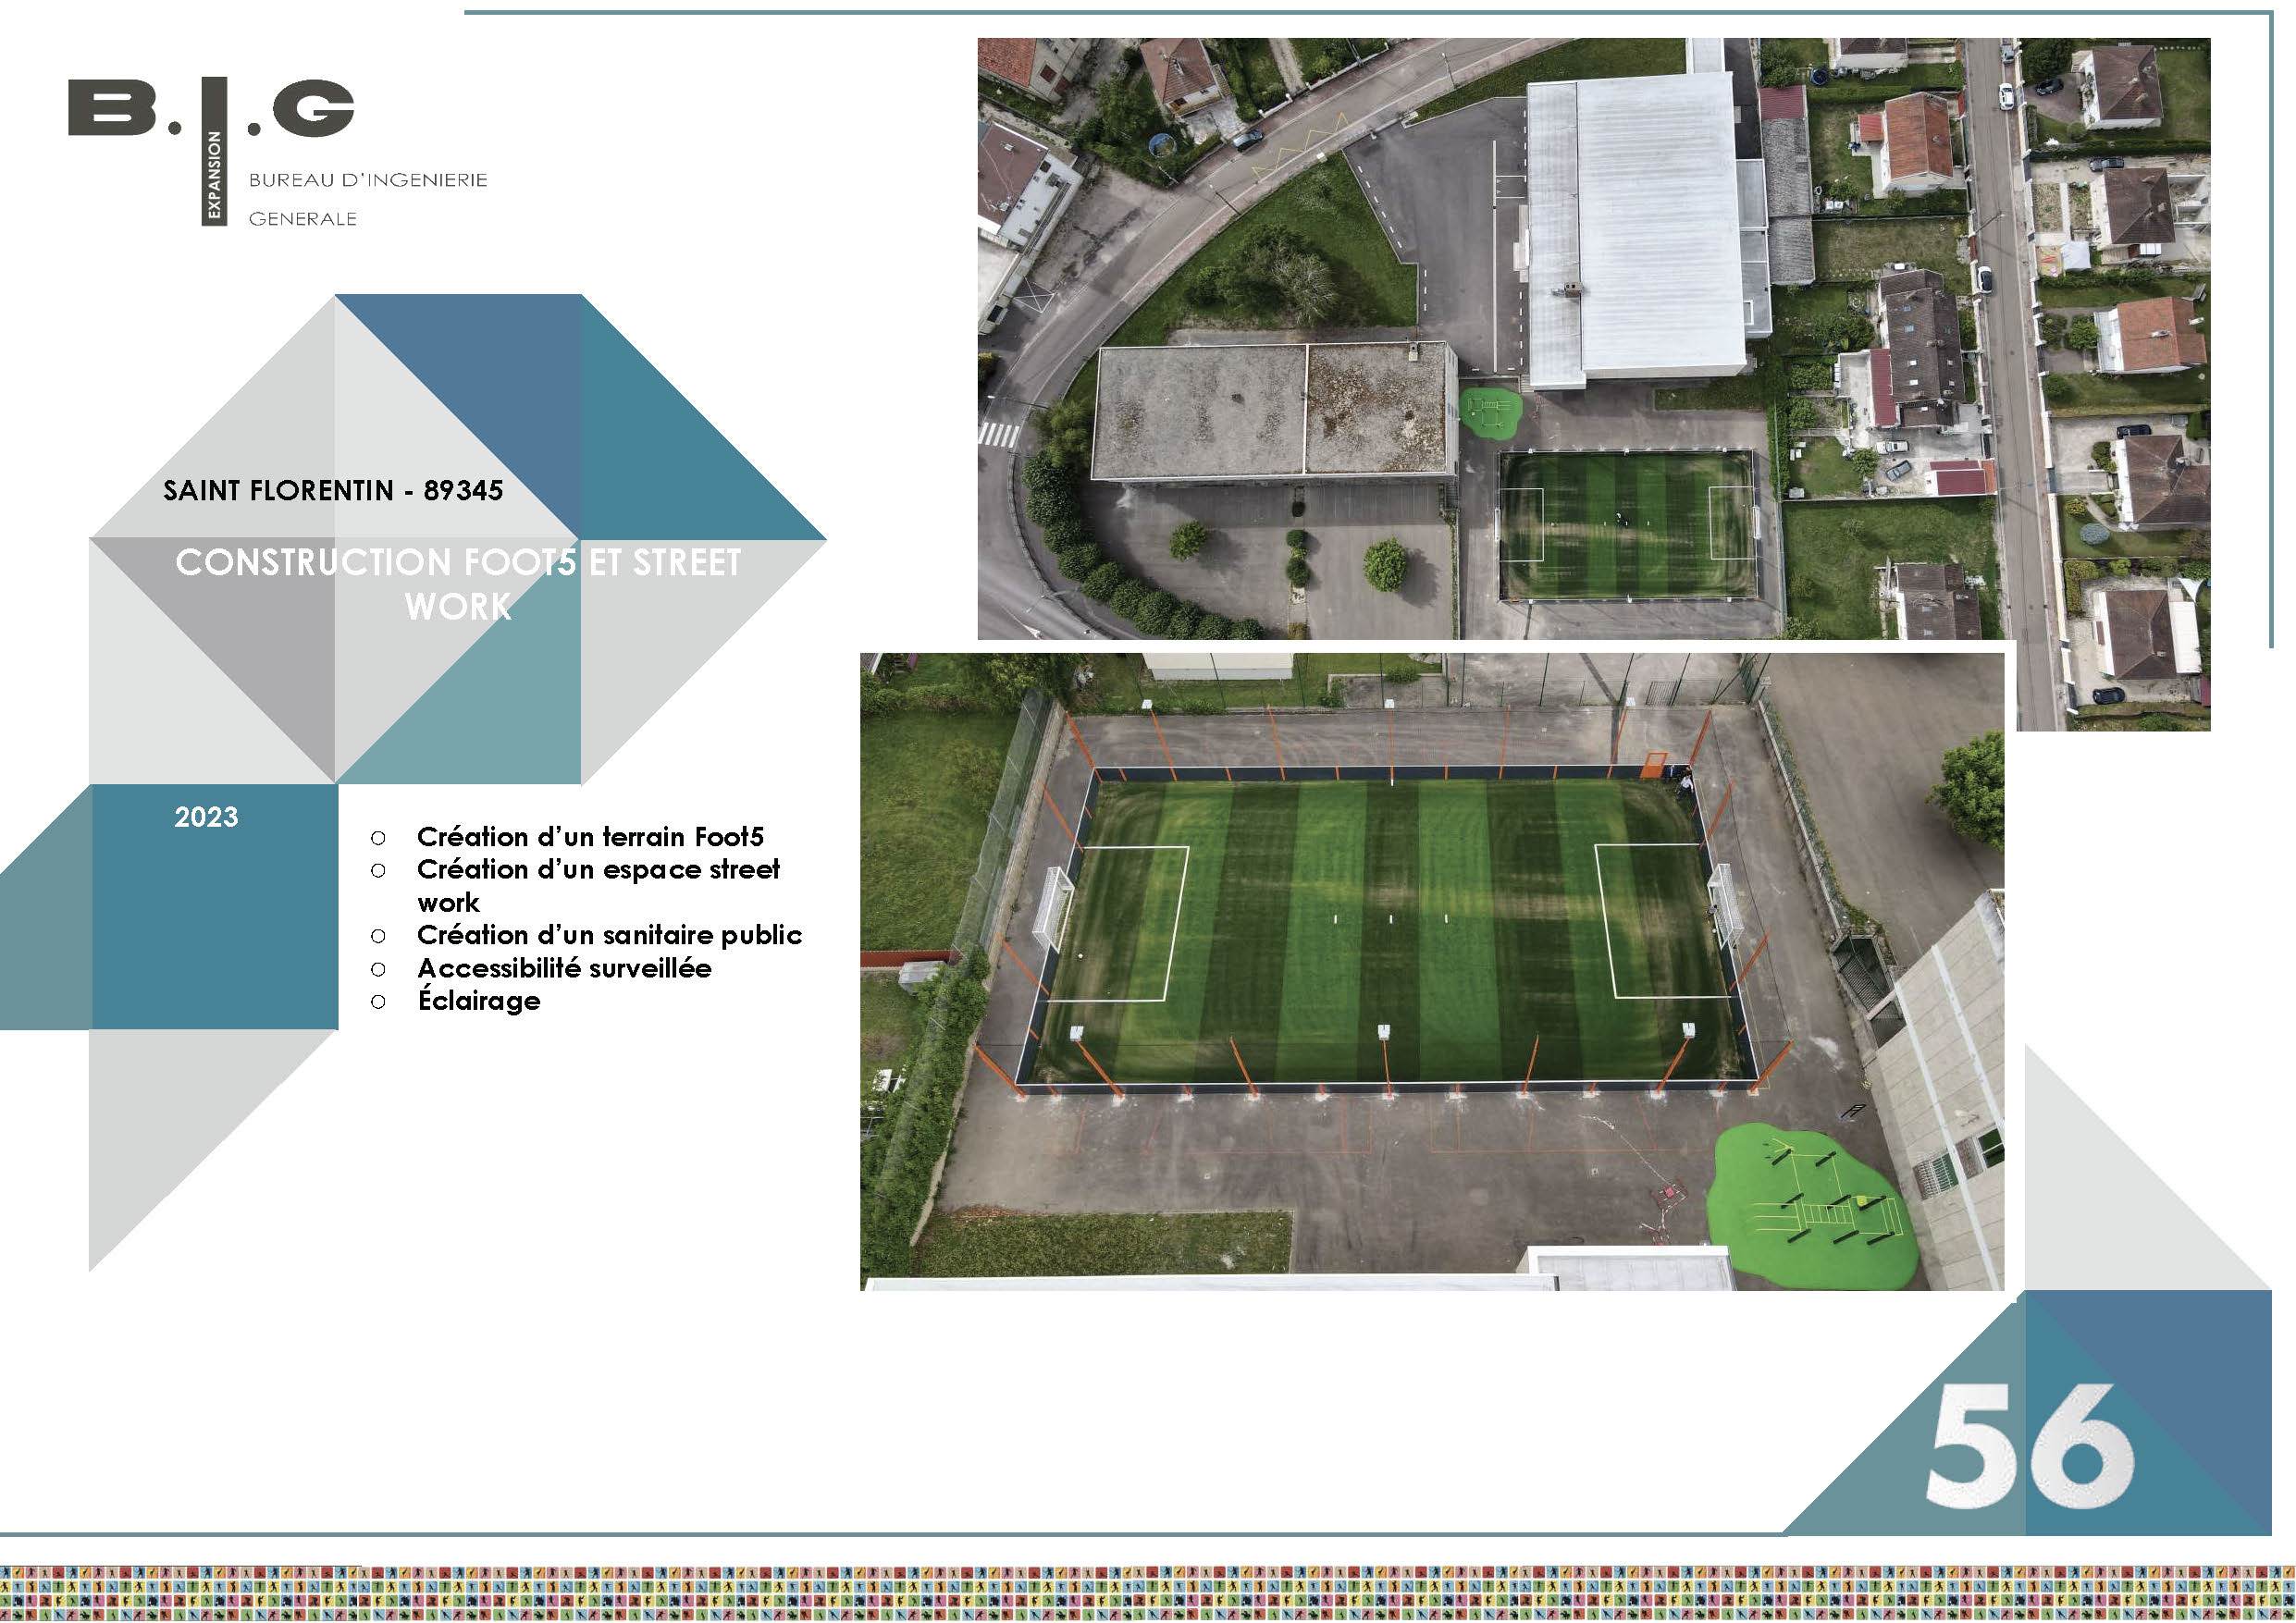 B.I.G
EXPANSION
BUREAU D'INGENIERIE
GENERALE
SAINT FLORENTIN - 89345
CONSTRUCTION FOOT5 ET STREET
WORK
2023
○ Création d'un terrain Foot5
○ Création d'un espace street
work
○ Création d'un sanitaire public
○ Accessibilité surveillée
○ Éclairage
56